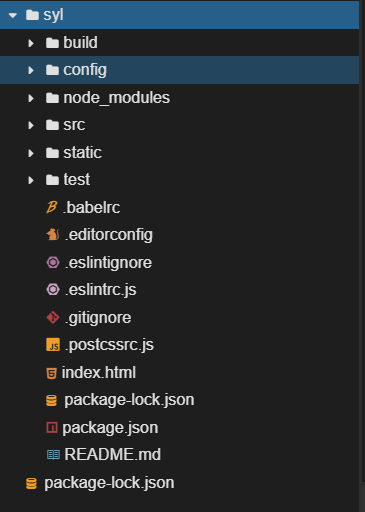 syl
build
config
node_modules
src
static
test
.babelrc
.editorconfig
.eslintignore
.eslintrc.js
.gitignore
.postcssrc.js
index.html
package-lock.json
package.json
README.md
package-lock.json